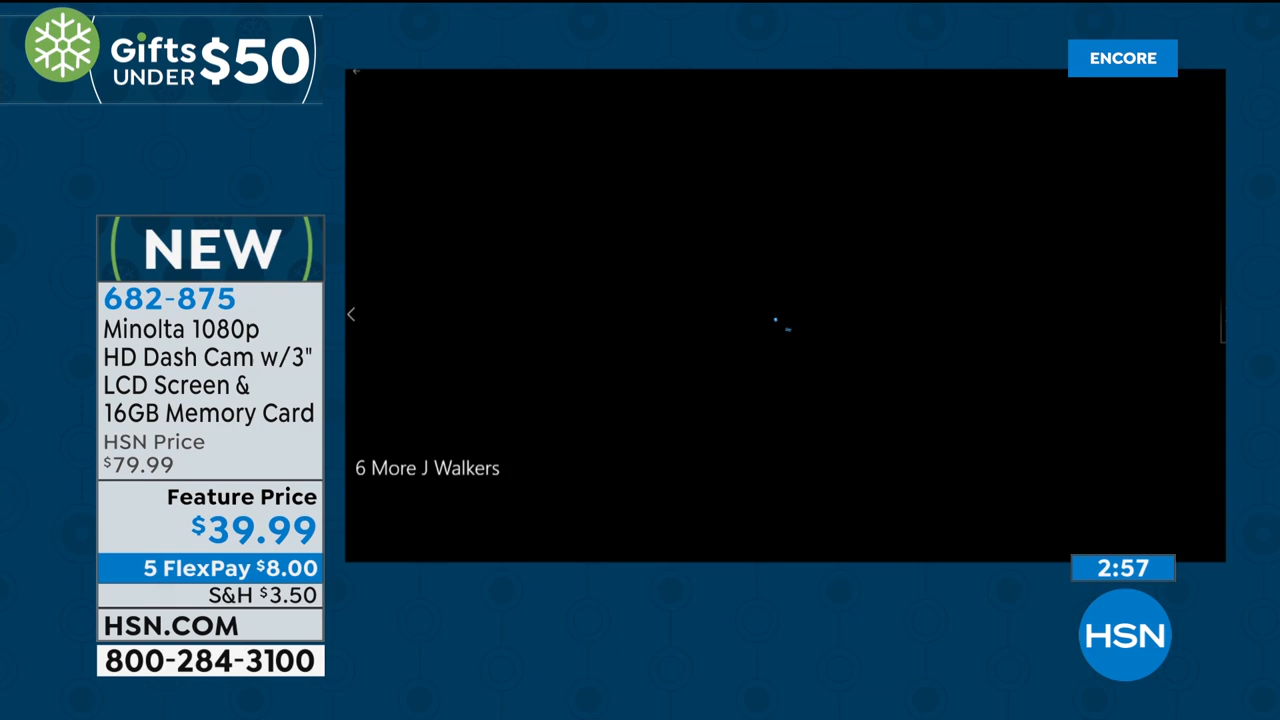 Gifts
UNDER $50
ENCORE
NEW
682-875
Minolta 1080p
HD Dash Cam w/3"
LCD Screen &
16GB Memory Card
HSN Price
$79.99
Feature Price
$39.99
5 FlexPay $8.00
S&H $3.50
HSN.COM
800-284-3100
6 More J Walkers
2:57
HSN